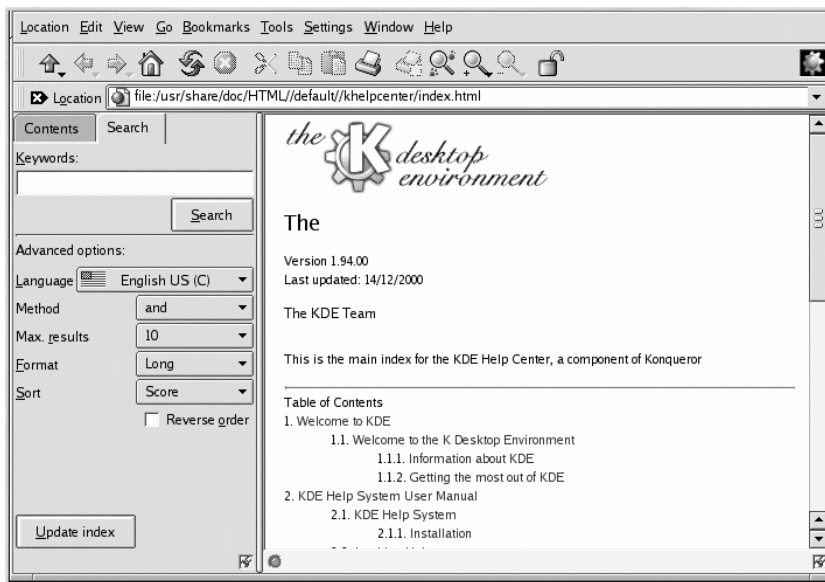 Location Edit View Go Bookmarks Tools Settings Window Help
Location file:/usr/share/doc/HTML//default//khelpcenter/index.html
Contents Search
Keywords:
Search
Advanced options:
Language English US (C)
Method and
Max. results 10
Format Long
Sort Score
Reverse order
Update index
the K desktop
environment
The
Version 1.94.00
Last updated: 14/12/2000
The KDE Team
This is the main index for the KDE Help Center, a component of Konqueror
Table of Contents
1. Welcome to KDE
1.1. Welcome to the K Desktop Environment
1.1.1. Information about KDE
1.1.2. Getting the most out of KDE
2. KDE Help System User Manual
2.1. KDE Help System
2.1.1. Installation